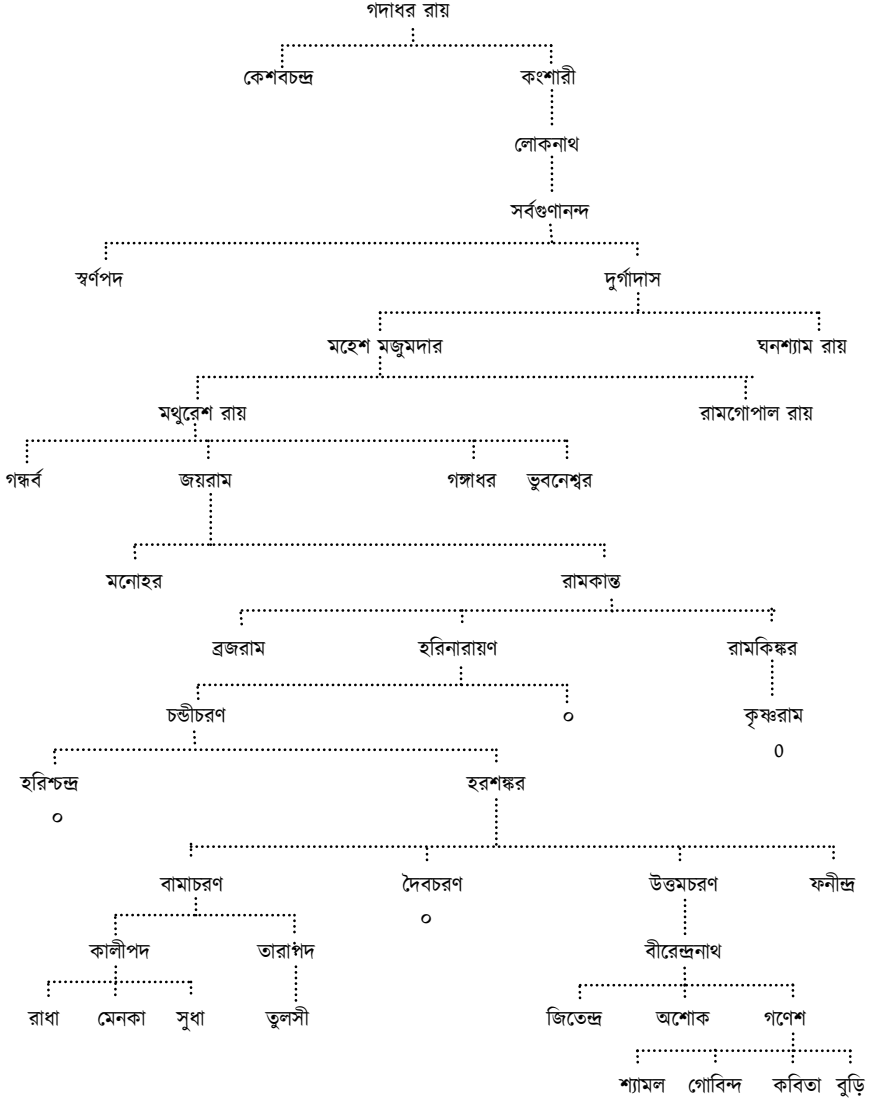 গদাধর রায়
কেশবচন্দ্র কংশারী
লোকনাথ
সর্বগুণানন্দ
স্বর্ণপদ দুর্গাদাস
মহেশ মজুমদার ঘনশ্যাম রায়
মথুরেশ রায় রামগোপাল রায়
গন্ধর্ব জয়রাম গঙ্গাধর ভুবনেশ্বর
মনোহর রামকান্ত
ব্রজরাম হরিনারায়ণ রামকিঙ্কর
চন্ডীচরণ ০ কৃষ্ণরাম
0
হরিশ্চন্দ্র হরশঙ্কর
০
বামাচরণ দৈবচরণ উত্তমচরণ ফনীন্দ্র
০
কালীপদ তারাপদ বীরেন্দ্রনাথ
রাধা মেনকা সুধা তুলসী জিতেন্দ্র অশোক গণেশ
শ্যামল গোবিন্দ কবিতা বুড়ি